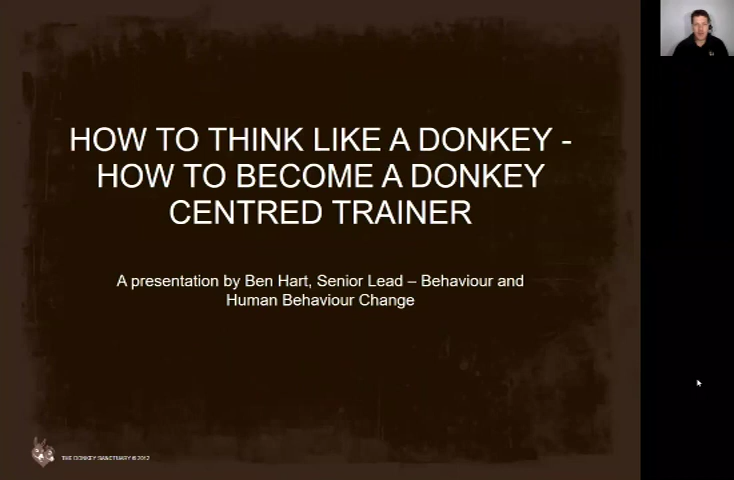 HOW TO THINK LIKE A DONKEY -
HOW TO BECOME A DONKEY
CENTRED TRAINER
A presentation by Ben Hart, Senior Lead – Behaviour and
Human Behaviour Change
THE DONKEY SANCTUARY © 2012